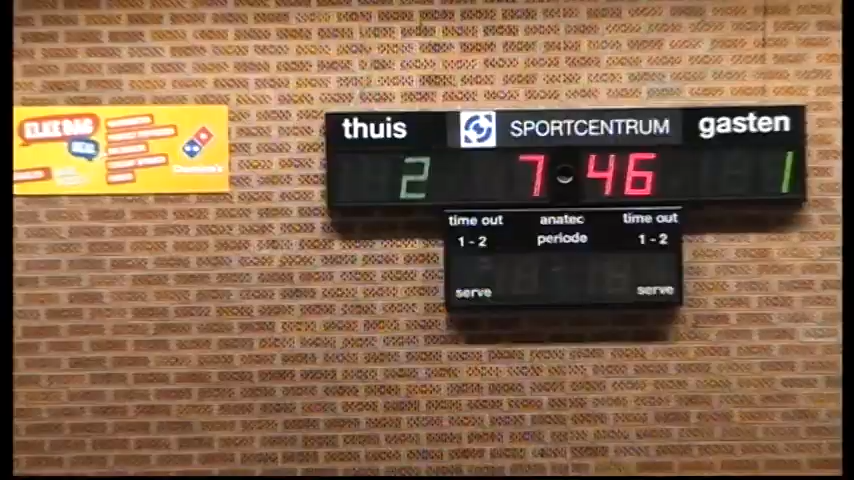 ELKE DAG
DEAL
Domino's
thuis
SPORTCENTRUM
gasten
2
7 46
1
time out
anatec
time out
1 - 2
periode
1 - 2
serve
serve